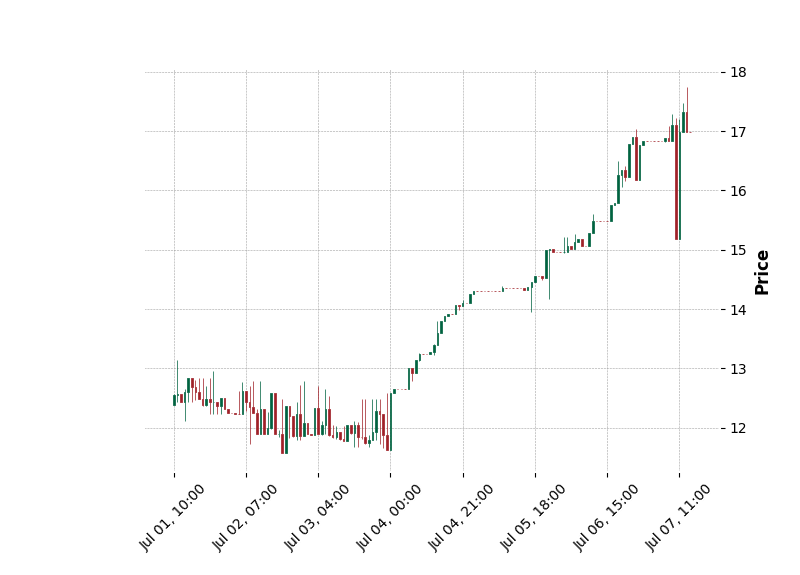 18
17
16
15
14
13
12
Price
Jul 01, 10:00
Jul 02, 07:00
Jul 03, 04:00
Jul 04, 00:00
Jul 04, 21:00
Jul 05, 18:00
Jul 06, 15:00
Jul 07, 11:00